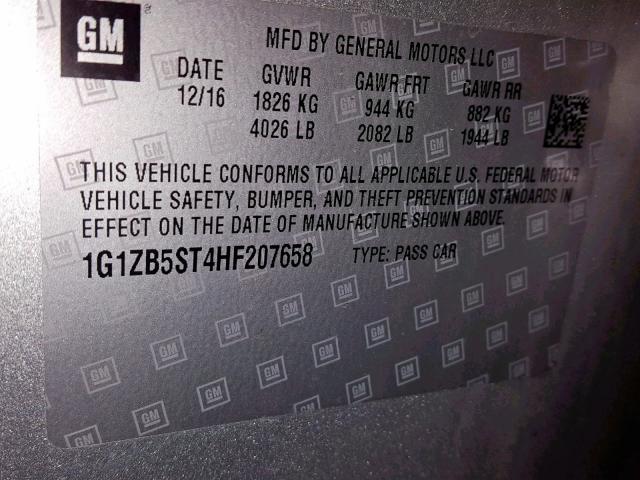 GM
MFD BY GENERAL MOTORS LLC
DATE GVWR GAWR FRT GAWR RR
12/16 1826 KG 944 KG 882 KG
4026 LB 2082 LB 1944 LB
THIS VEHICLE CONFORMS TO ALL APPLICABLE U.S. FEDERAL MOTOR
VEHICLE SAFETY, BUMPER, AND THEFT PREVENTION STANDARDS IN
EFFECT ON THE DATE OF MANUFACTURE SHOWN ABOVE.
1G1ZB5ST4HF207658 TYPE: PASS CAR